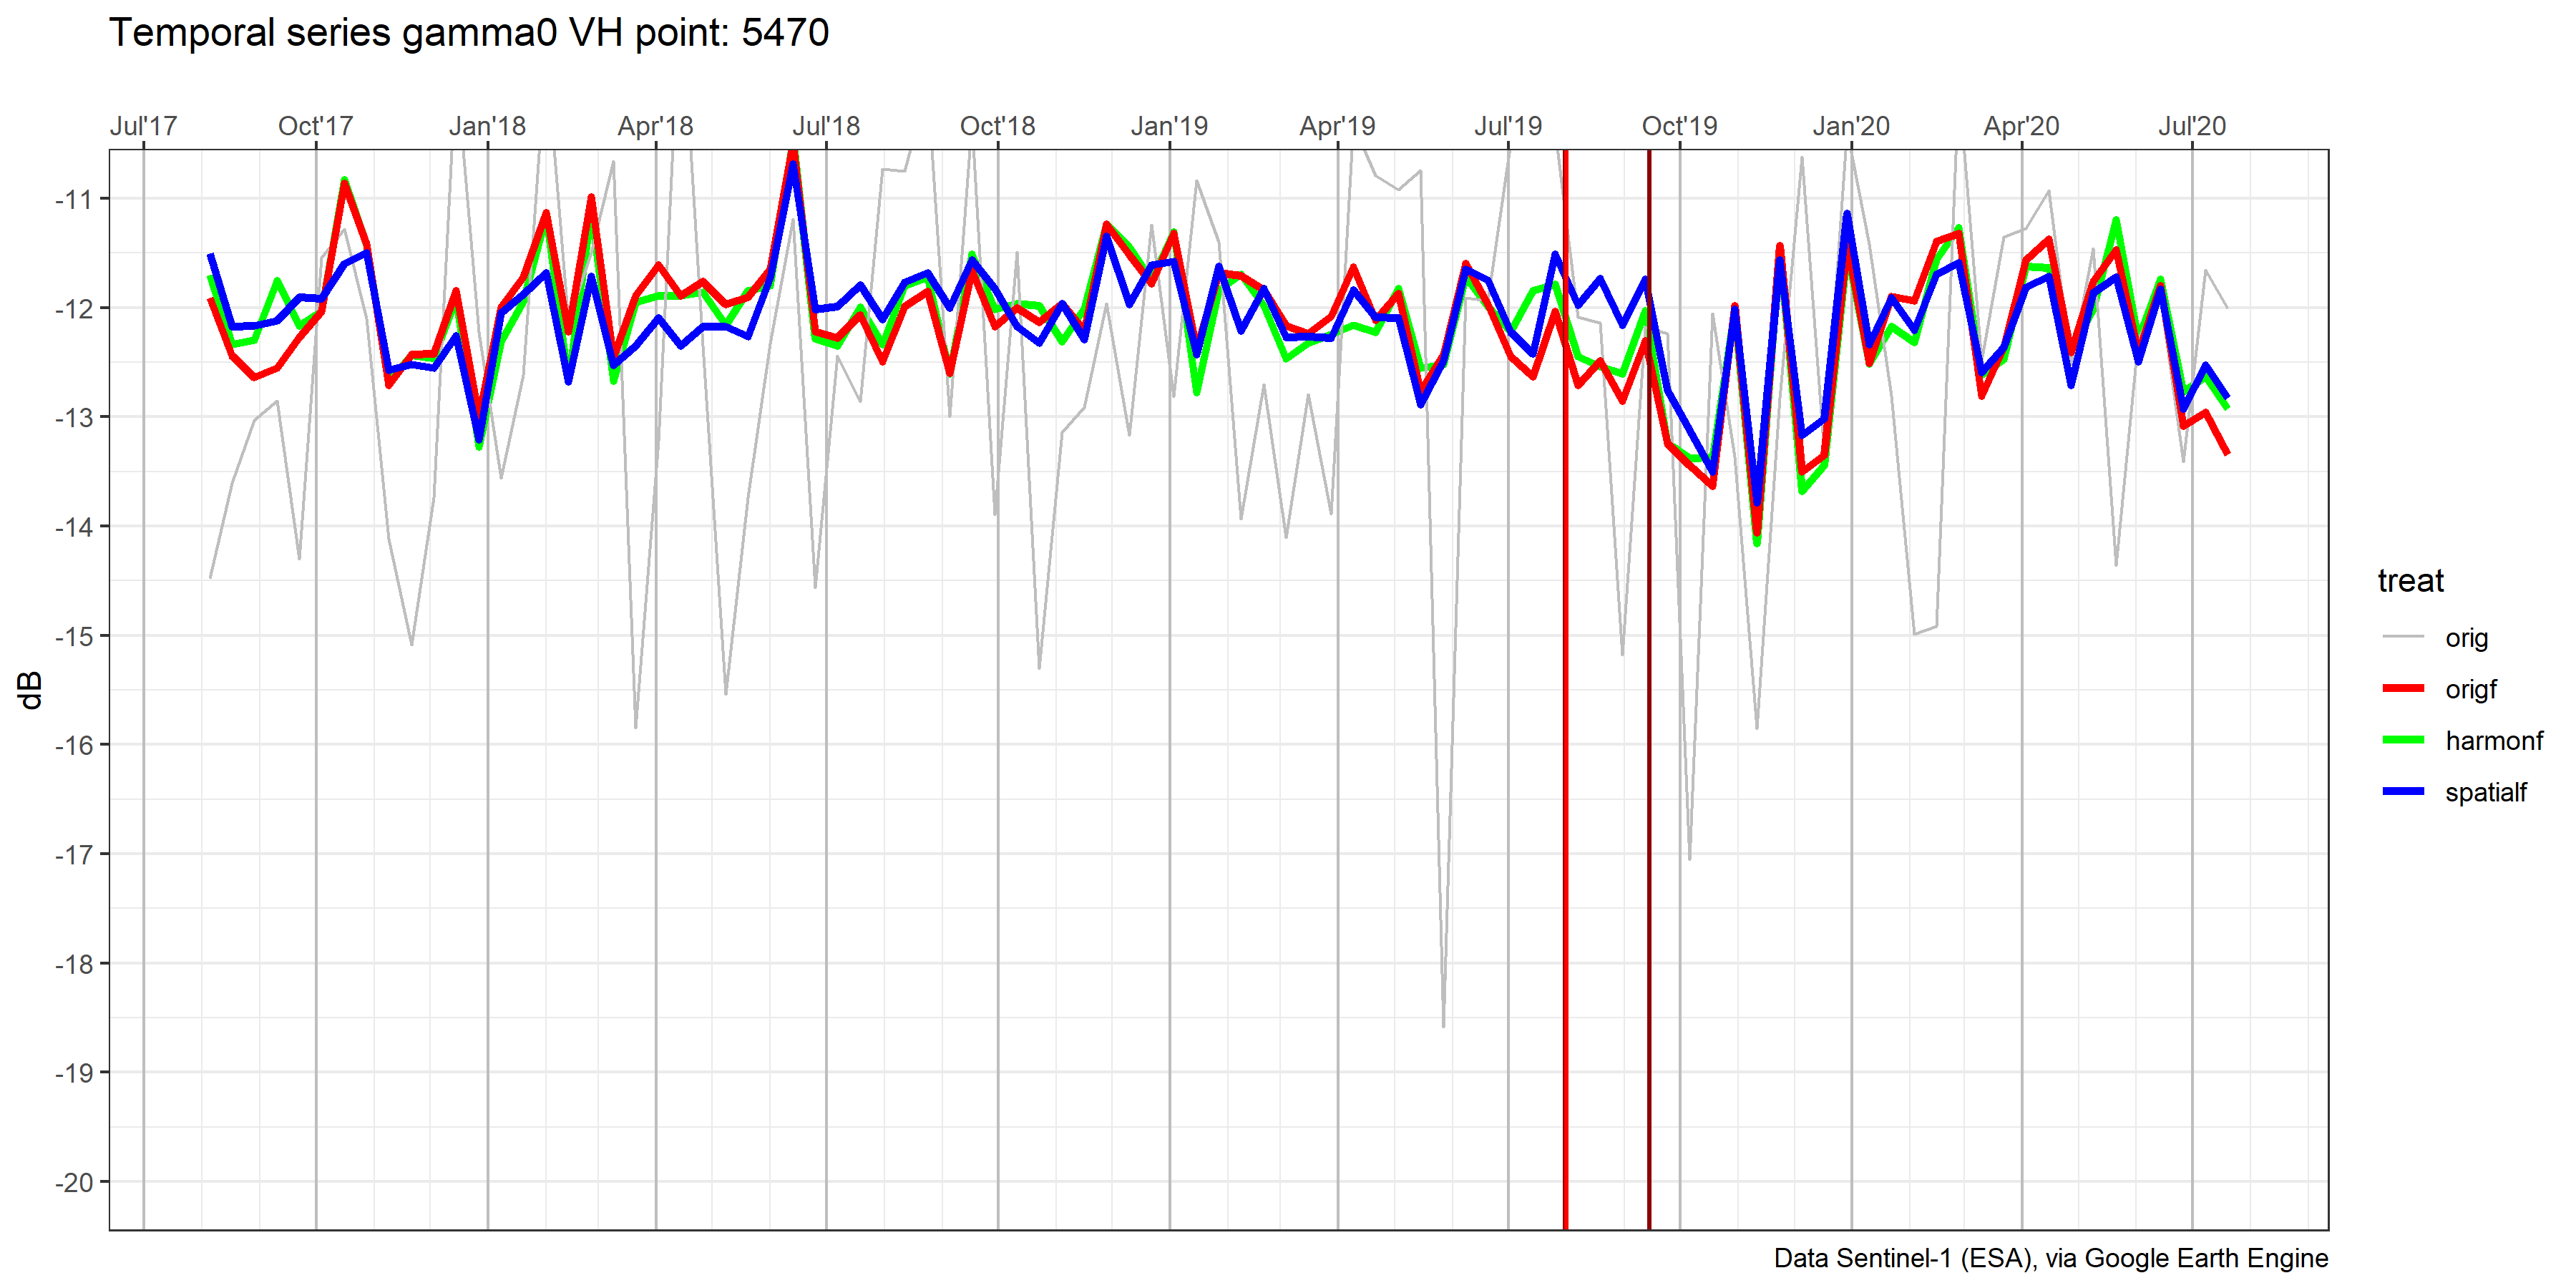 Temporal series gamma0 VH point: 5470
Jul'17 Oct'17 Jan'18 Apr'18 Jul'18 Oct'18 Jan'19 Apr'19 Jul'19 Oct'19 Jan'20 Apr'20 Jul'20
-11
-12
-13
-14
-15
-16
-17
-18
-19
-20
dB
treat
orig
origf
harmonf
spatialf
Data Sentinel-1 (ESA), via Google Earth Engine